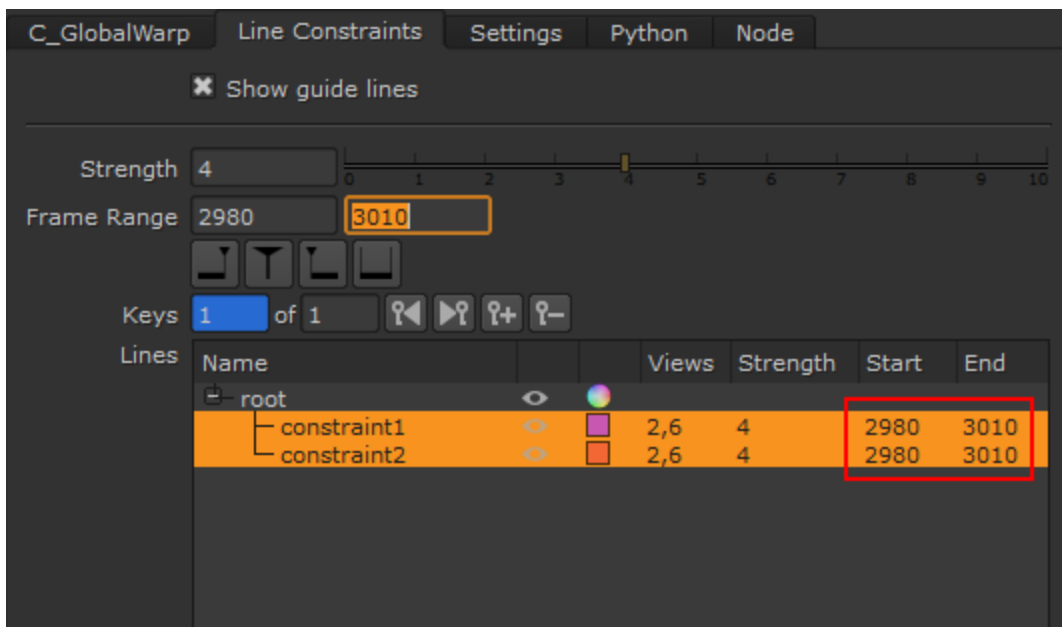 C_GlobalWarp Line Constraints Settings Python Node
Show guide lines
Strength 4 0 1 2 3 4 5 6 7 8 9 10
Frame Range 2980 3010
Keys 1 of 1
Lines Name Views Strength Start End
root
constraint1 2,6 4 2980 3010
constraint2 2,6 4 2980 3010